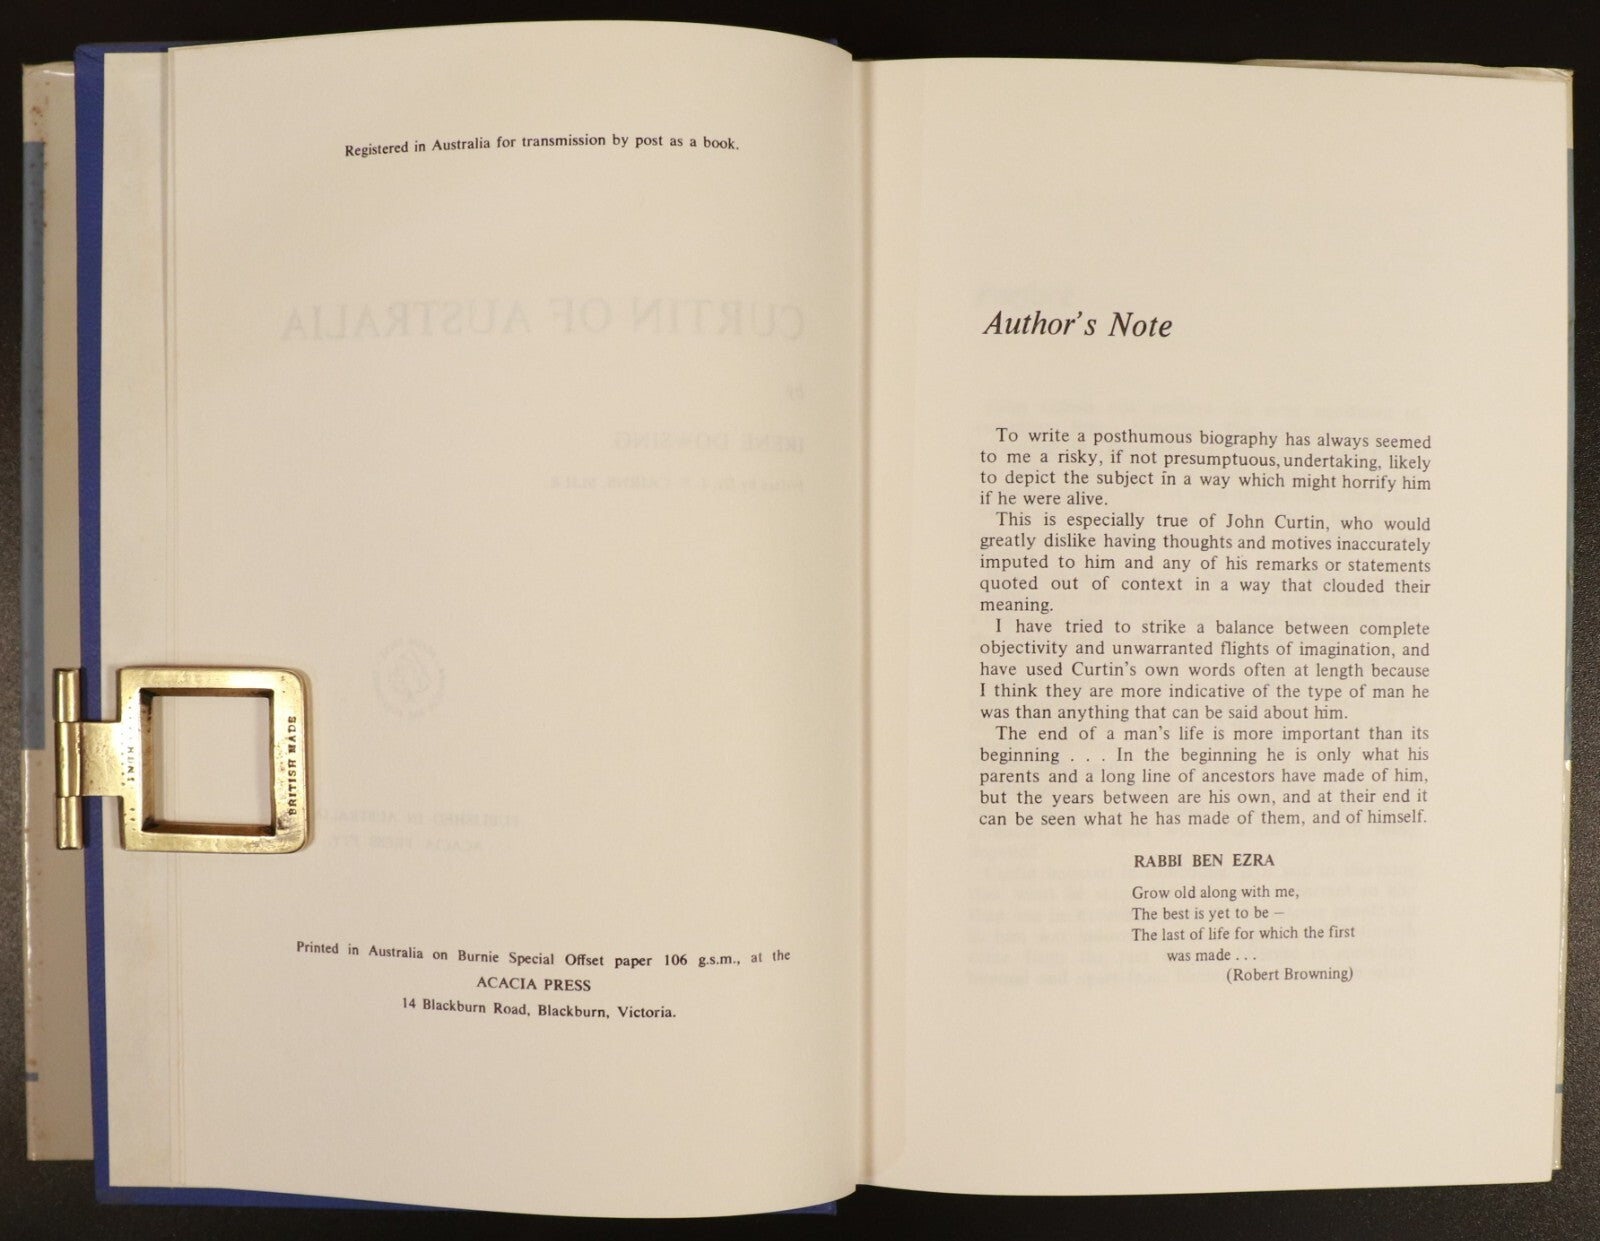 Registered in Australia for transmission by post as a book.
CURTIN OF AUSTRALIA
IRENE DOWSING
BRITISH MADE
Printed in Australia on Burnie Special Offset paper 106 g.s.m., at the
ACACIA PRESS
14 Blackburn Road, Blackburn, Victoria.
Author's Note
To write a posthumous biography has always seemed
to me a risky, if not presumptuous, undertaking, likely
to depict the subject in a way which might horrify him
if he were alive.
This is especially true of John Curtin, who would
greatly dislike having thoughts and motives inaccurately
imputed to him and any of his remarks or statements
quoted out of context in a way that clouded their
meaning.
I have tried to strike a balance between complete
objectivity and unwarranted flights of imagination, and
have used Curtin's own words often at length because
I think they are more indicative of the type of man he
was than anything that can be said about him.
The end of a man's life is more important than its
beginning . . . In the beginning he is only what his
parents and a long line of ancestors have made of him,
but the years between are his own, and at their end it
can be seen what he has made of them, and of himself.
RABBI BEN EZRA
Grow old along with me,
The best is yet to be —
The last of life for which the first
was made . . .
(Robert Browning)